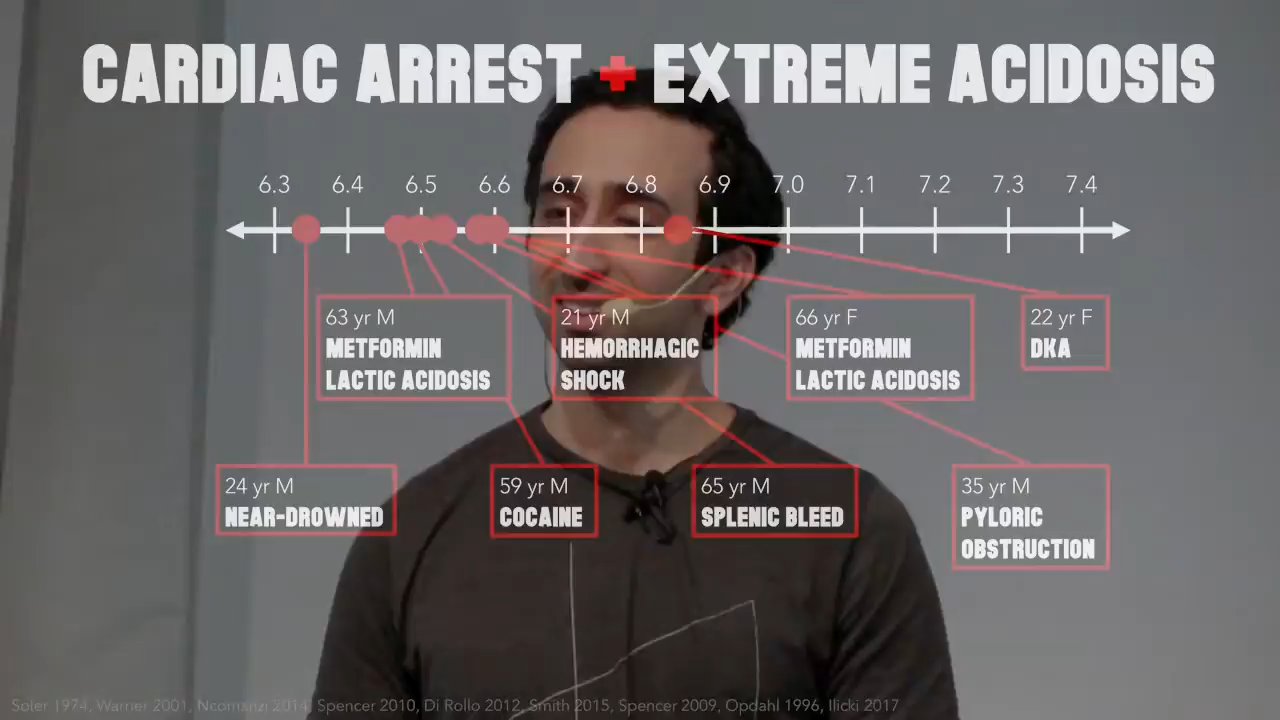 CARDIAC ARREST + EXTREME ACIDOSIS
6.3 6.4 6.5 6.6 6.7 6.8 6.9 7.0 7.1 7.2 7.3 7.4
63 yr M
METFORMIN
LACTIC ACIDOSIS
21 yr M
HEMORRHAGIC
SHOCK
66 yr F
METFORMIN
LACTIC ACIDOSIS
22 yr F
DKA
24 yr M
NEAR-DROWNED
59 yr M
COCAINE
65 yr M
SPLENIC BLEED
35 yr M
PYLORIC
OBSTRUCTION
Soler 1974, Warner 2001, Ncomanzi 2014, Spencer 2010, Di Rollo 2012, Smith 2015, Spencer 2009, Opdahl 1996, Ilicki 2017